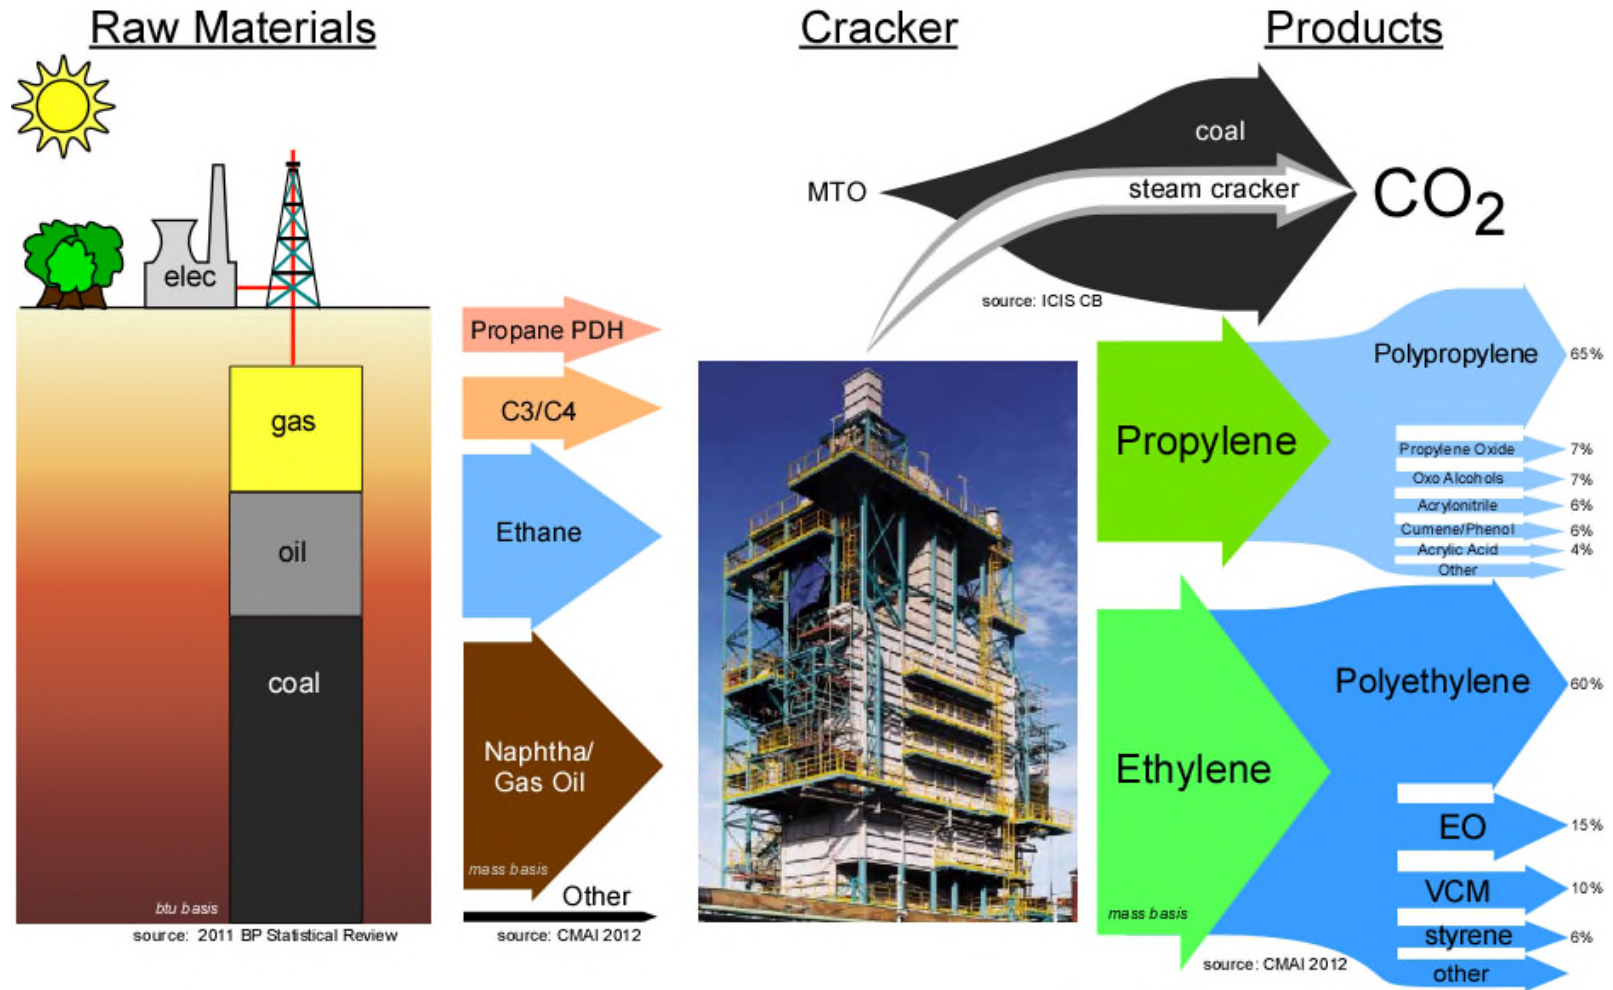 Raw Materials
Cracker
Products
elec
gas
oil
coal
btu basis
source: 2011 BP Statistical Review
Propane PDH
C3/C4
Ethane
Naphtha/
Gas Oil
mass basis
Other
source: CMAI 2012
MTO
coal
steam cracker
CO2
source: ICIS CB
Propylene
Polypropylene
65%
Propylene Oxide
7%
Oxo Alcohols
7%
Acrylonitrile
6%
Cumene/Phenol
6%
Acrylic Acid
4%
Other
Ethylene
mass basis
Polyethylene
60%
EO
15%
VCM
10%
styrene
6%
other
source: CMAI 2012